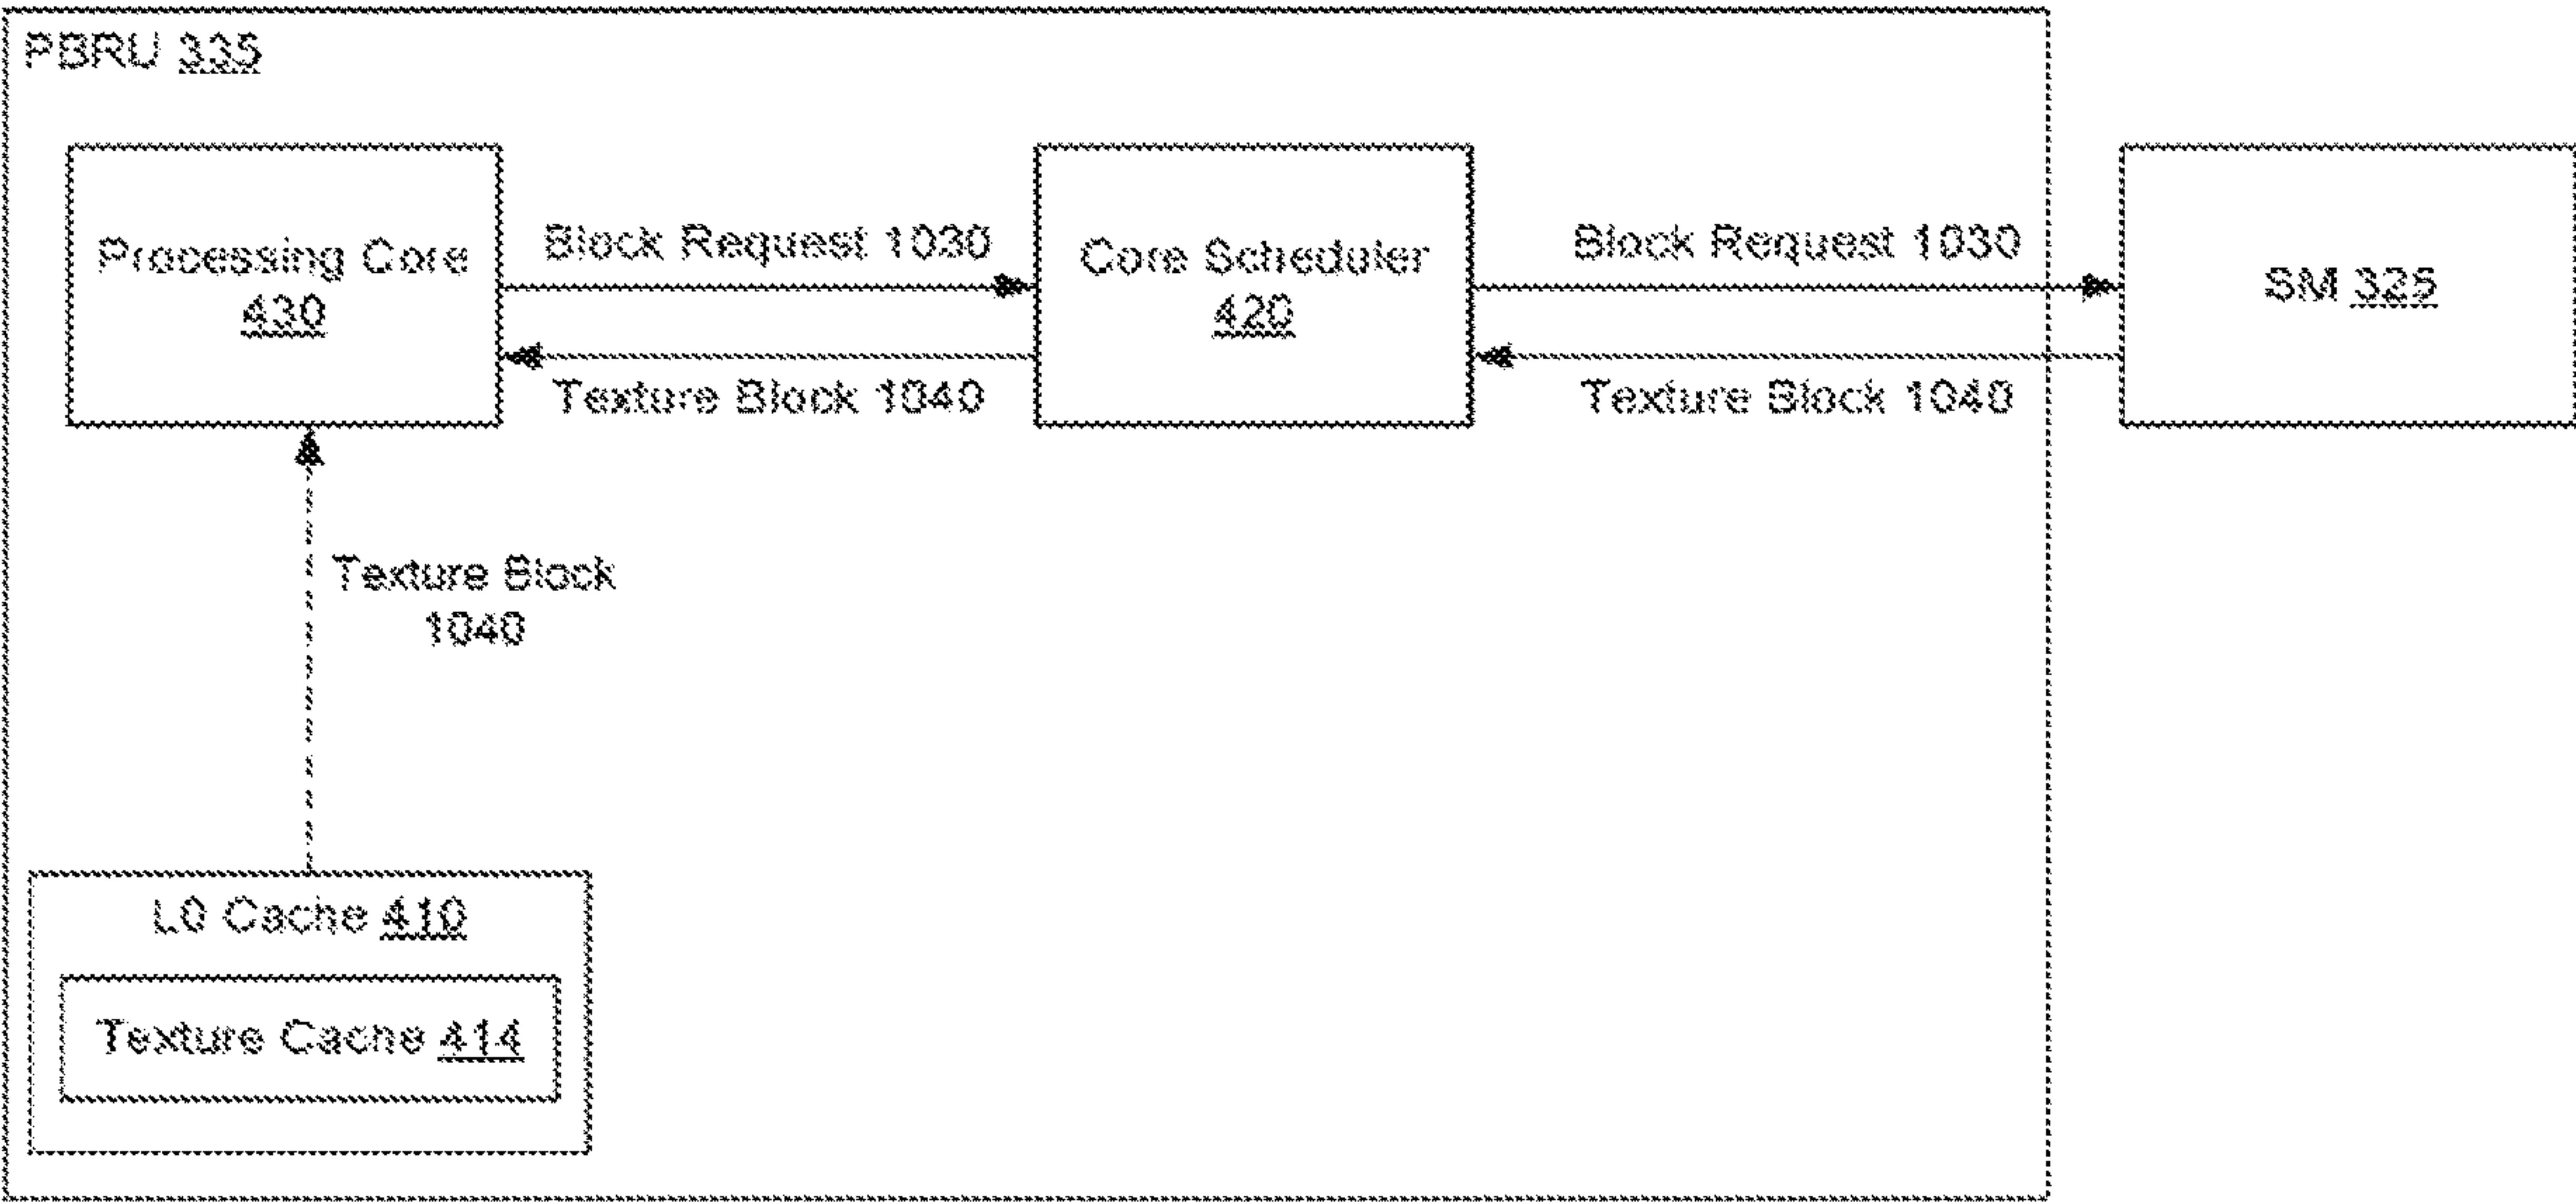 PBRU 335
Processing Core
430
Block Request 1030
Texture Block 1040
Core Scheduler
420
Block Request 1030
Texture Block 1040
SM 325
Texture Block
1040
L0 Cache 410
Texture Cache 414